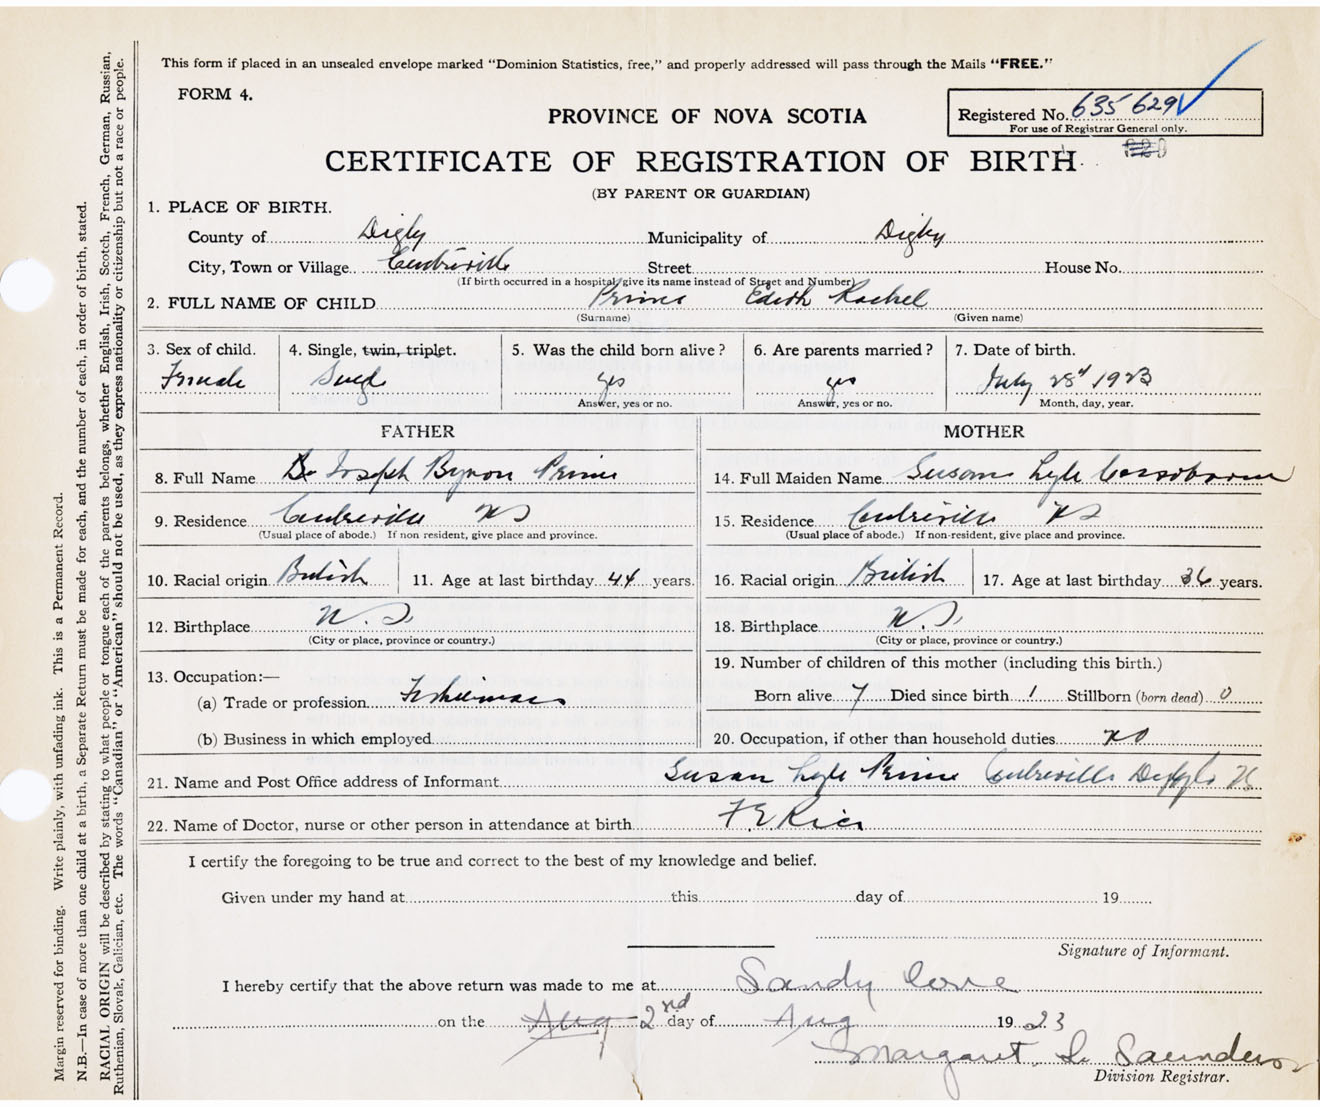 This form if placed in an unsealed envelope marked "Dominion Statistics, free," and properly addressed will pass through the Mails "FREE."
FORM 4.
PROVINCE OF NOVA SCOTIA
Registered No. 635 629
For use of Registrar General only.
CERTIFICATE OF REGISTRATION OF BIRTH
(BY PARENT OR GUARDIAN)
1. PLACE OF BIRTH.
County of Digby Municipality of Digby
City, Town or Village Centreville Street House No.
(If birth occurred in a hospital give its name instead of Street and Number)
2. FULL NAME OF CHILD Prime Edith Rachel
(Surname) (Given name)
3. Sex of child. 4. Single, twin, triplet. 5. Was the child born alive? 6. Are parents married? 7. Date of birth.
Female Single yes yes July 28 1923
Answer, yes or no. Answer, yes or no. Month, day, year.
FATHER MOTHER
8. Full Name Joseph Byron Prime 14. Full Maiden Name Susan Lyle
9. Residence Centreville NS 15. Residence Centreville NS
(Usual place of abode.) If non resident, give place and province. (Usual place of abode.) If non-resident, give place and province.
10. Racial origin British 11. Age at last birthday 44 years. 16. Racial origin British 17. Age at last birthday 36 years.
12. Birthplace N.S. 18. Birthplace N.S.
(City or place, province or country.) (City or place, province or country.)
13. Occupation:— 19. Number of children of this mother (including this birth.)
(a) Trade or profession Fisherman Born alive 7 Died since birth 1 Stillborn (born dead) 0
(b) Business in which employed 20. Occupation, if other than household duties no
21. Name and Post Office address of Informant Susan Lyle Prime Centreville Digby
22. Name of Doctor, nurse or other person in attendance at birth F E Rice
I certify the foregoing to be true and correct to the best of my knowledge and belief.
Given under my hand at this day of 19
Signature of Informant.
I hereby certify that the above return was made to me at Sandy Cove
on the Aug 2nd day of Aug 19 23
Margaret Saunders
Division Registrar.
Margin reserved for binding. Write plainly, with unfading ink. This is a Permanent Record.
N.B.—In case of more than one child at a birth, a Separate Return must be made for each, and the number of each, in order of birth, stated.
RACIAL ORIGIN will be described by stating to what people or tongue each of the parents belongs, whether English, Irish, Scotch, French, German, Russian,
Ruthenian, Slovak, Galician, etc. The words "Canadian" or "American" should not be used, as they express nationality or citizenship but not a race or people.